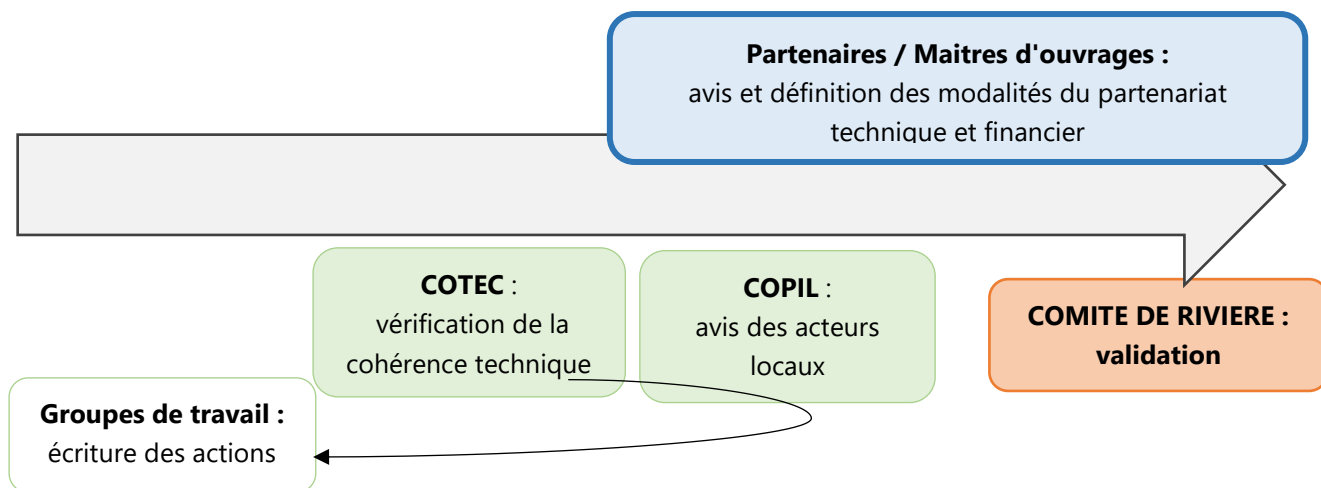 Partenaires / Maitres d'ouvrages :
avis et définition des modalités du partenariat
technique et financier
COTEC :
vérification de la
cohérence technique
COPIL :
avis des acteurs
locaux
COMITE DE RIVIERE :
validation
Groupes de travail :
écriture des actions